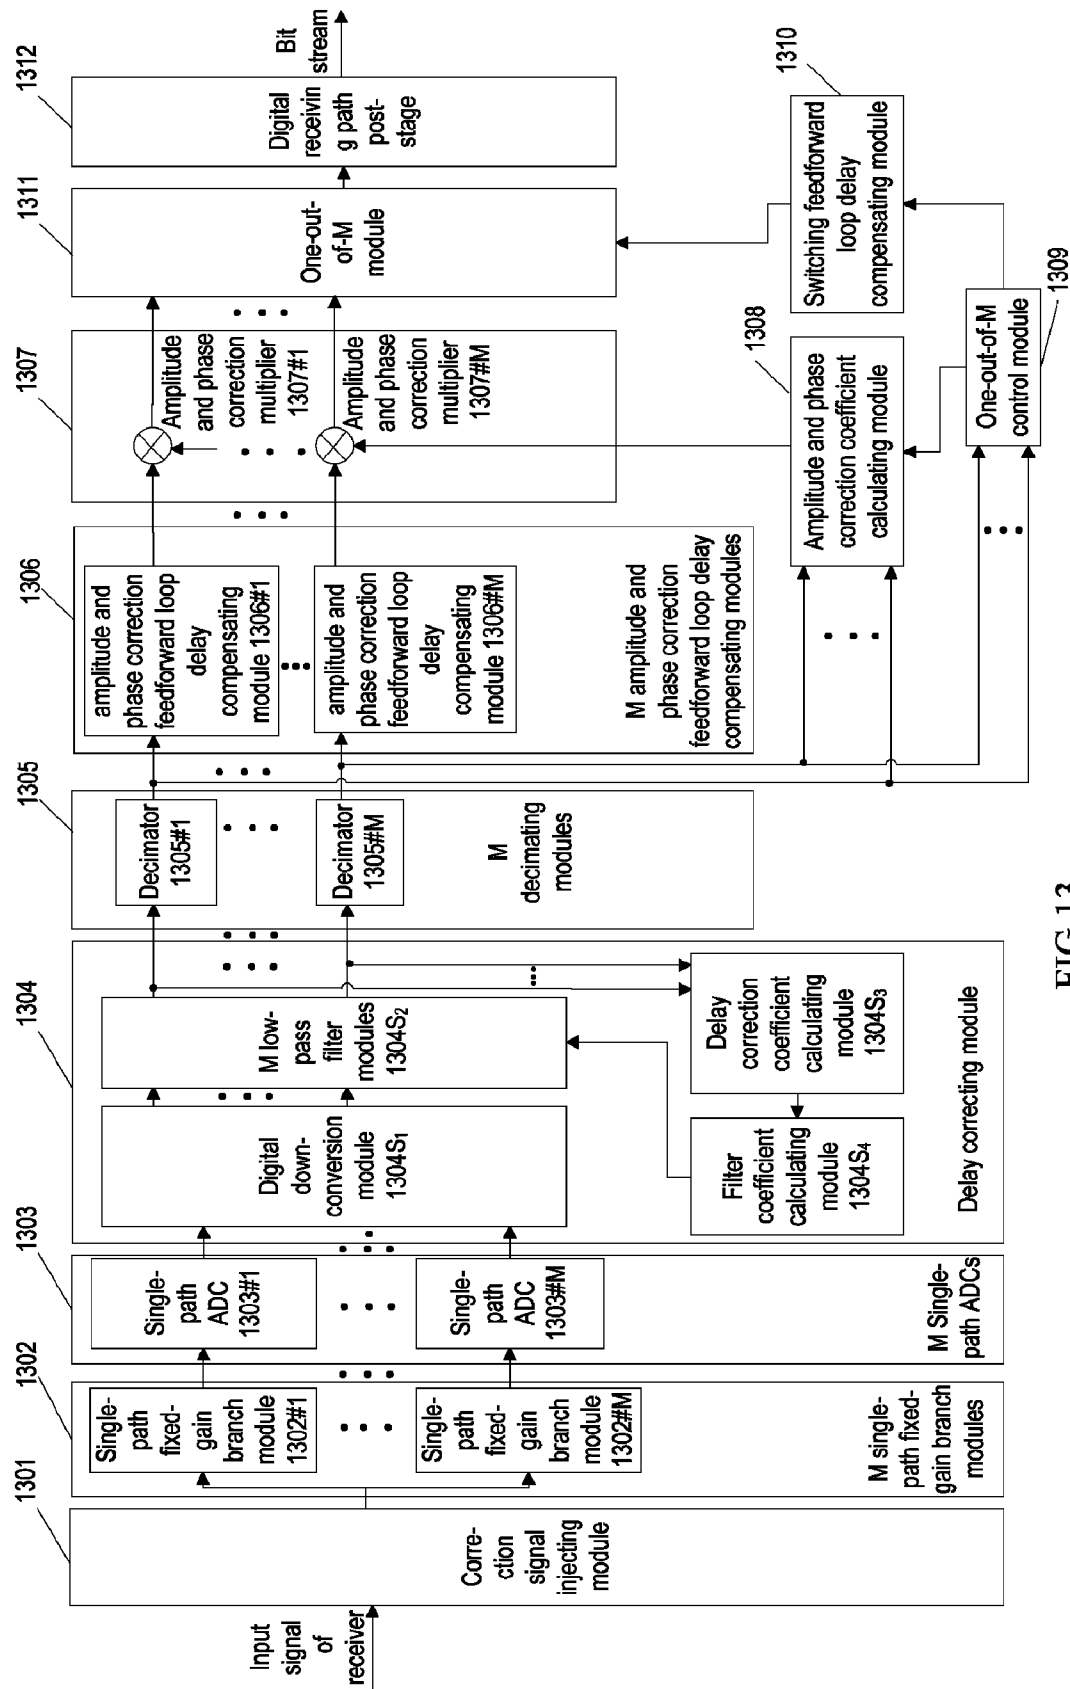 1301
1302
1303
1304
1305
1306
1307
1311
1312
Input
signal
of
receiver
Corre-
ction
signal
injecting
module
Single-
path
fixed-
gain
branch
module
1302#1
Single-
path
fixed-
gain
branch
module
1302#M
M single-
path fixed-
gain branch
modules
Single-
path
ADC
1303#1
Single-
path
ADC
1303#M
M Single-
path ADCs
Digital
down-
conversion
module
1304S₁
M low-
pass
filter
modules
1304S₂
Delay
correction
coefficient
calculating
module
1304S₃
Filter
coefficient
calculating
module
1304S₄
Delay correcting module
Decimator
1305#1
Decimator
1305#M
M
decimating
modules
amplitude and
phase correction
feedforward loop
delay
compensating
module 1306#1
amplitude and
phase correction
feedforward loop
delay
compensating
module 1306#M
M amplitude and
phase correction
feedforward loop delay
compensating modules
Amplitude
and phase
correction
multiplier
1307#1
Amplitude
and phase
correction
multiplier
1307#M
One-out-
of-M
module
Digital
receivin
g path
post-
stage
Bit
stream
1308
Amplitude and phase
correction coefficient
calculating module
1310
Switching feedforward
loop delay
compensating module
One-out-of-M
control module
1309
FIG.13